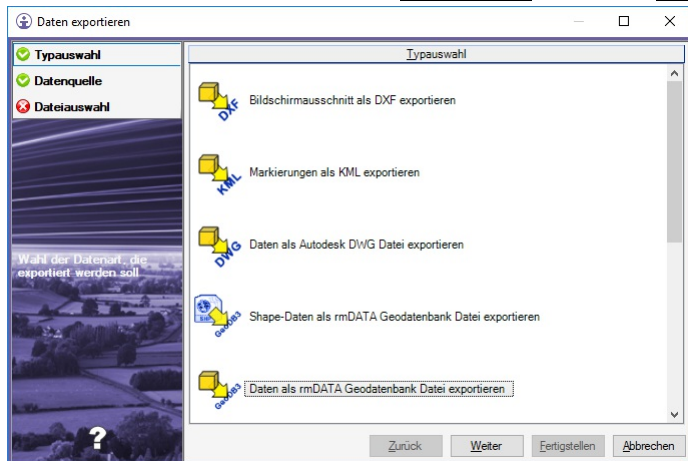 Daten exportieren
Typauswahl
Datenquelle
Dateiauswahl
Wahl der Datenart, die
exportiert werden soll
?
Typauswahl
DXF
Bildschirmausschnitt als DXF exportieren
KML
Markierungen als KML exportieren
DWG
Daten als Autodesk DWG Datei exportieren
GeoDB3
Shape-Daten als rmDATA Geodatenbank Datei exportieren
GeoDB3
Daten als rmDATA Geodatenbank Datei exportieren
Zurück
Weiter
Fertigstellen
Abbrechen